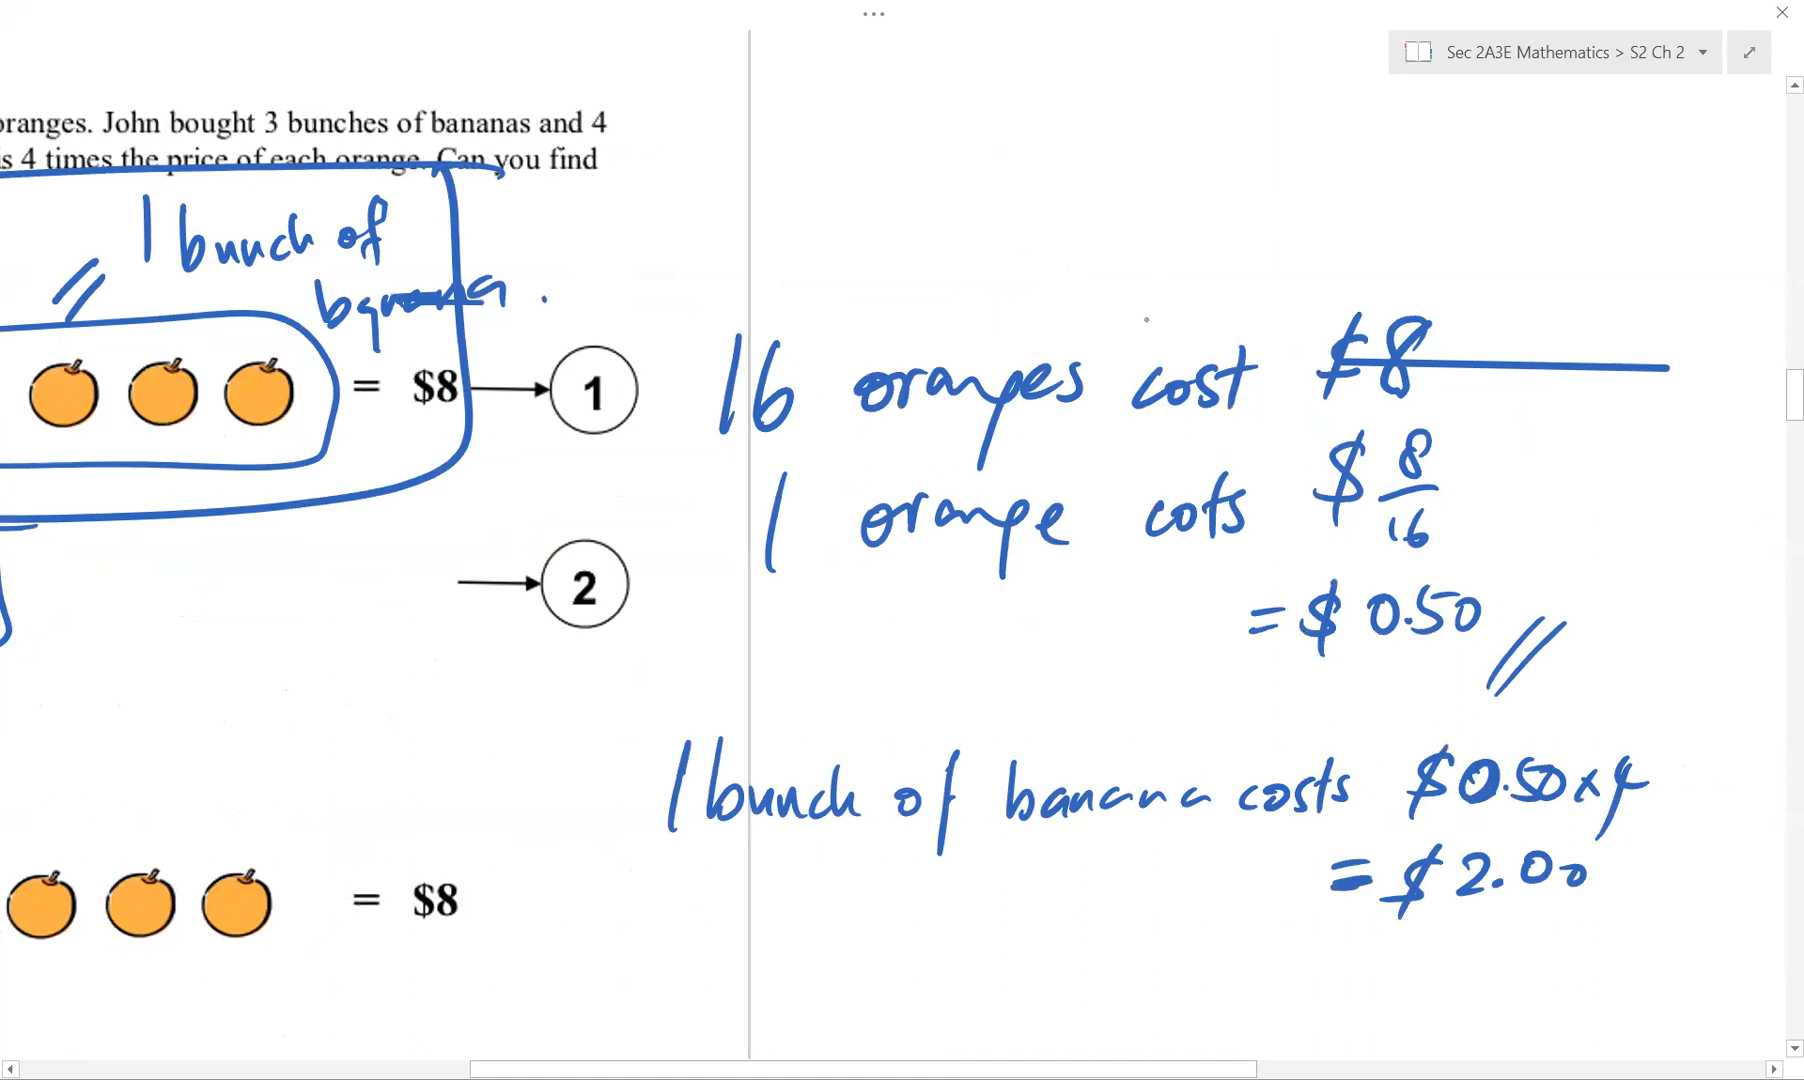 Sec 2A3E Mathematics > S2 Ch 2
oranges. John bought 3 bunches of bananas and 4
is 4 times the price of each orange. Can you find
1 bunch of
banana.
= $8
1
2
= $8
16 oranges cost $8
1 orange cots $ 8/16
= $ 0.50
1 bunch of banana costs $0.50 x 4
= $ 2.00